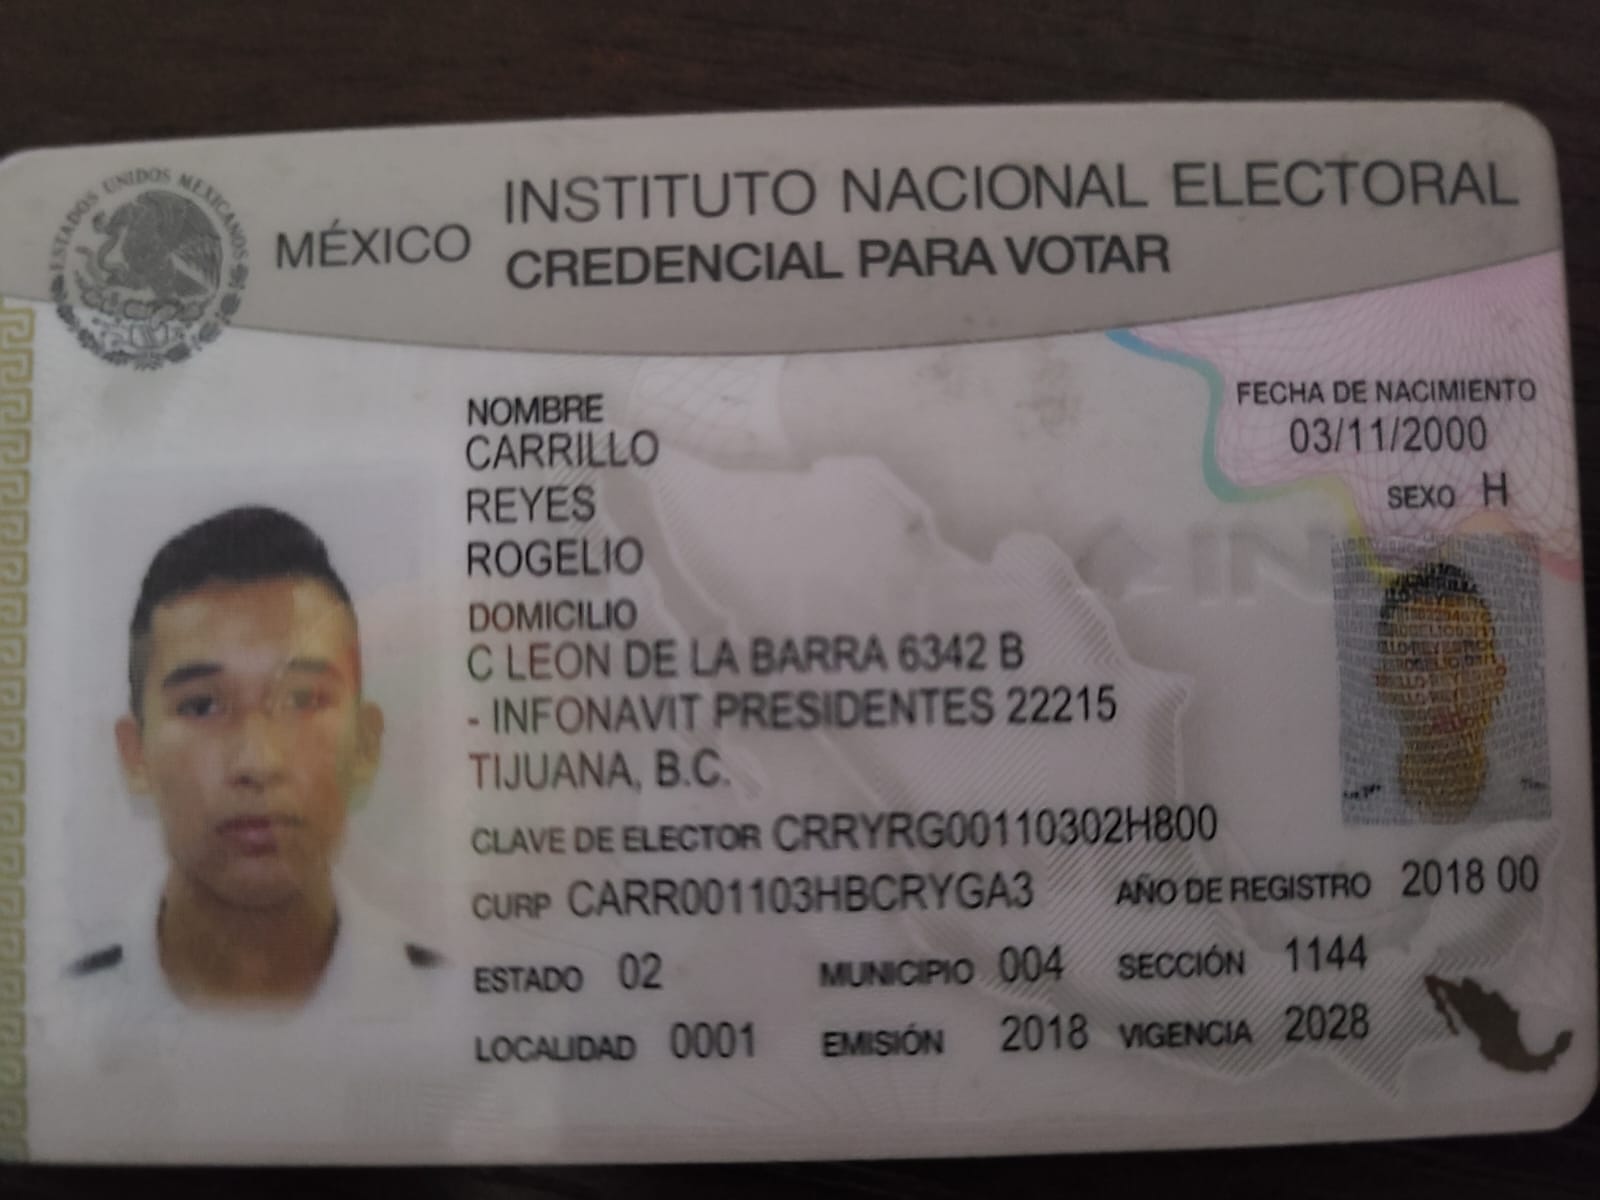 ESTADOS UNIDOS MEXICANOS
MÉXICO
INSTITUTO NACIONAL ELECTORAL
CREDENCIAL PARA VOTAR
NOMBRE
CARRILLO
REYES
ROGELIO
FECHA DE NACIMIENTO
03/11/2000
SEXO H
DOMICILIO
C LEON DE LA BARRA 6342 B
- INFONAVIT PRESIDENTES 22215
TIJUANA, B.C.
CLAVE DE ELECTOR CRRYRG00110302H800
CURP CARR001103HBCRYGA3 AÑO DE REGISTRO 2018 00
ESTADO 02 MUNICIPIO 004 SECCIÓN 1144
LOCALIDAD 0001 EMISIÓN 2018 VIGENCIA 2028